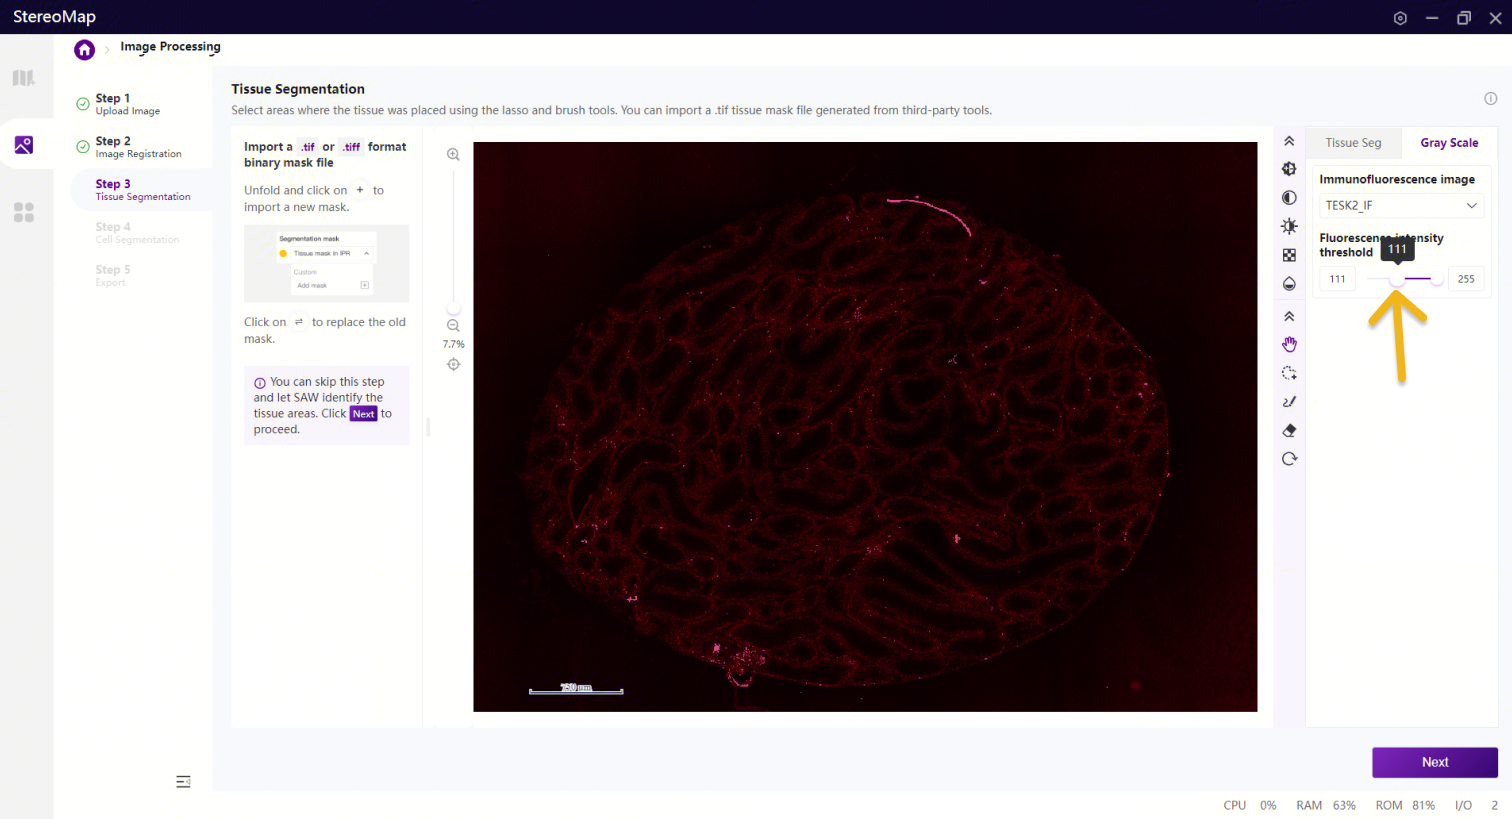 StereoMap
Image Processing
Step 1
Upload Image
Step 2
Image Registration
Step 3
Tissue Segmentation
Step 4
Cell Segmentation
Step 5
Export
Tissue Segmentation
Select areas where the tissue was placed using the lasso and brush tools. You can import a .tif tissue mask file generated from third-party tools.
Import a .tif or .tiff format
binary mask file
Unfold and click on + to
import a new mask.
Segmentation mask
Tissue mask in IPR
Custom
Add mask
Click on ⇌ to replace the old
mask.
You can skip this step
and let SAW identify the
tissue areas. Click Next to
proceed.
7.7%
750 um
Tissue Seg
Gray Scale
Immunofluorescence image
TESK2_IF
Fluorescence intensity
threshold
111
111
255
Next
CPU 0% RAM 63% ROM 81% I/O 2